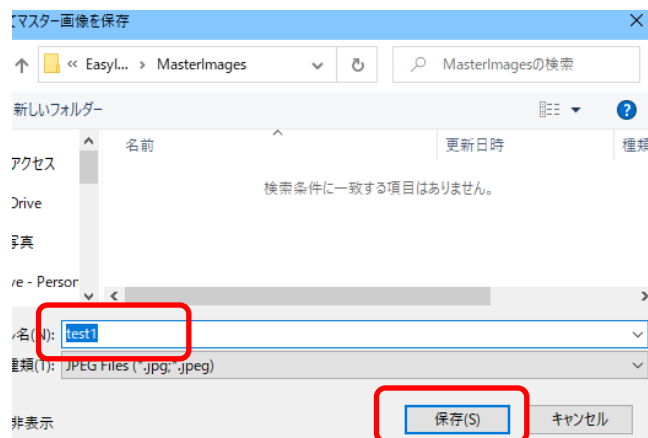 てマスター画像を保存
« EasyI... › MasterImages
MasterImagesの検索
新しいフォルダー
名前
更新日時
種類
アクセス
検索条件に一致する項目はありません。
Drive
写真
ve - Person
ル名(N): test1
種類(T): JPEG Files (*.jpg;*.jpeg)
非表示
保存(S)
キャンセル